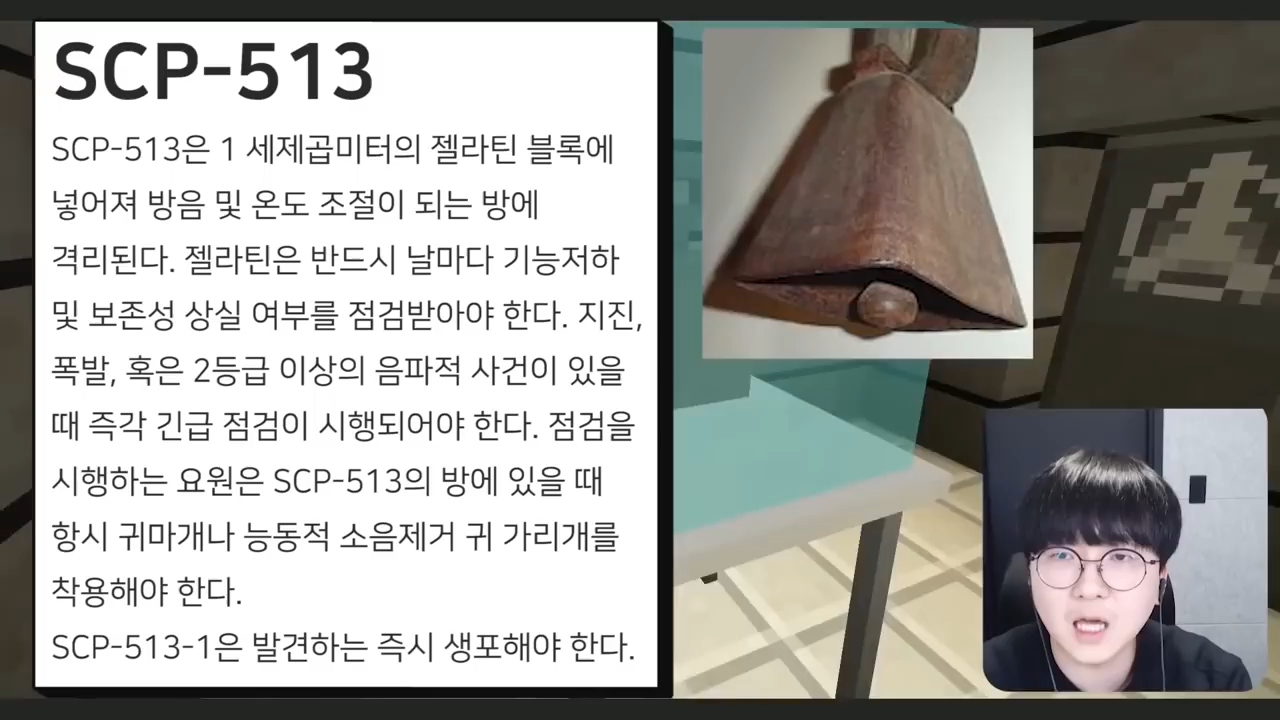 SCP-513
SCP-513은 1 세제곱미터의 젤라틴 블록에
넣어져 방음 및 온도 조절이 되는 방에
격리된다. 젤라틴은 반드시 날마다 기능저하
및 보존성 상실 여부를 점검받아야 한다. 지진,
폭발, 혹은 2등급 이상의 음파적 사건이 있을
때 즉각 긴급 점검이 시행되어야 한다. 점검을
시행하는 요원은 SCP-513의 방에 있을 때
항시 귀마개나 능동적 소음제거 귀 가리개를
착용해야 한다.
SCP-513-1은 발견하는 즉시 생포해야 한다.